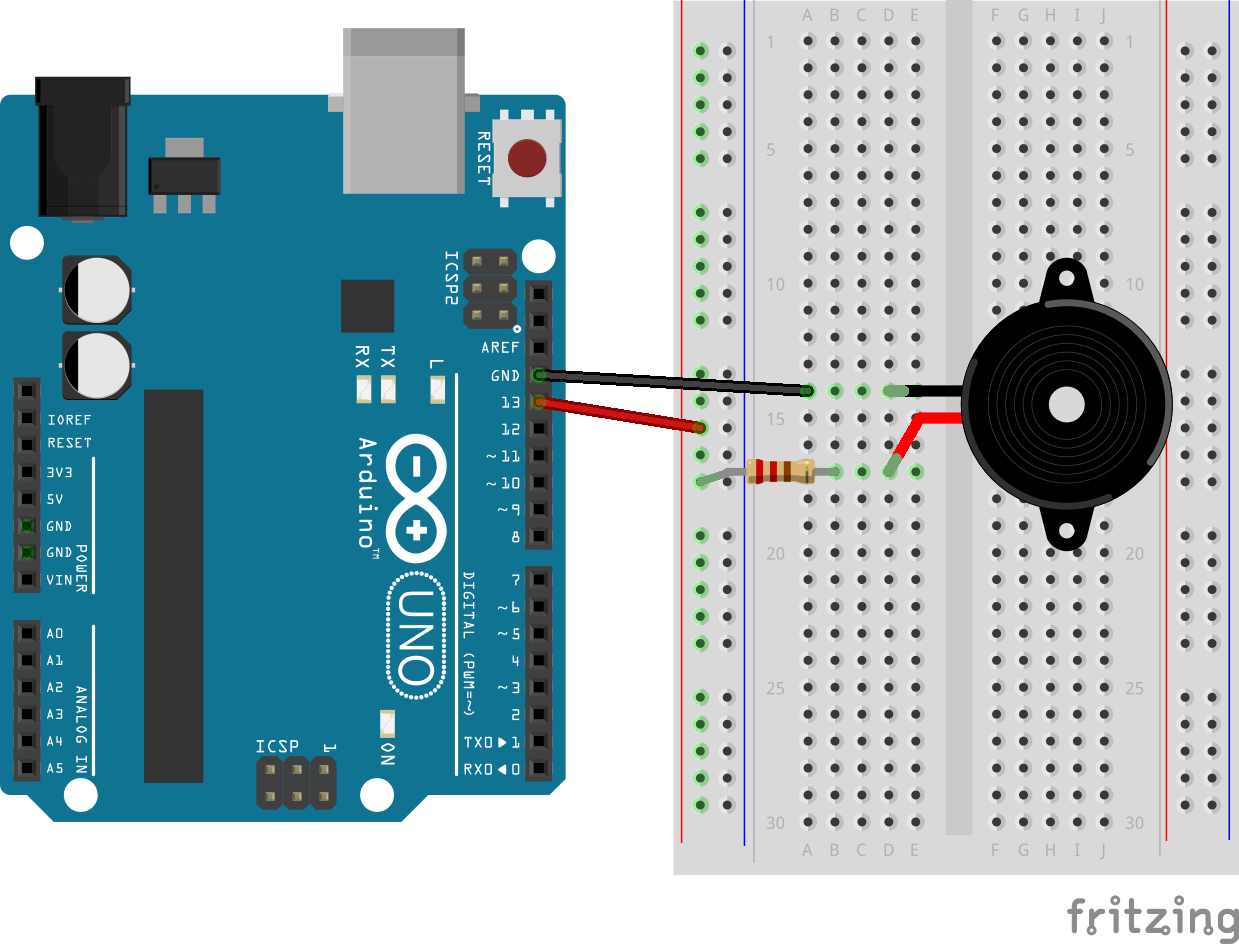 A B C D E F G H I J
1 1
5 5
10 10
15 15
20 20
25 25
30 30
A B C D E F G H I J
RESET
ICSP2
AREF
GND
13
12
~11
~10
~9
8
7
~6
~5
4
~3
2
TX0▶1
RX0◀0
DIGITAL (PWM=~)
RX TX L
Arduino™
UNO
ON
ICSP 1
IOREF
RESET
3V3
5V
GND
GND
VIN
POWER
A0
A1
A2
A3
A4
A5
ANALOG IN
fritzing